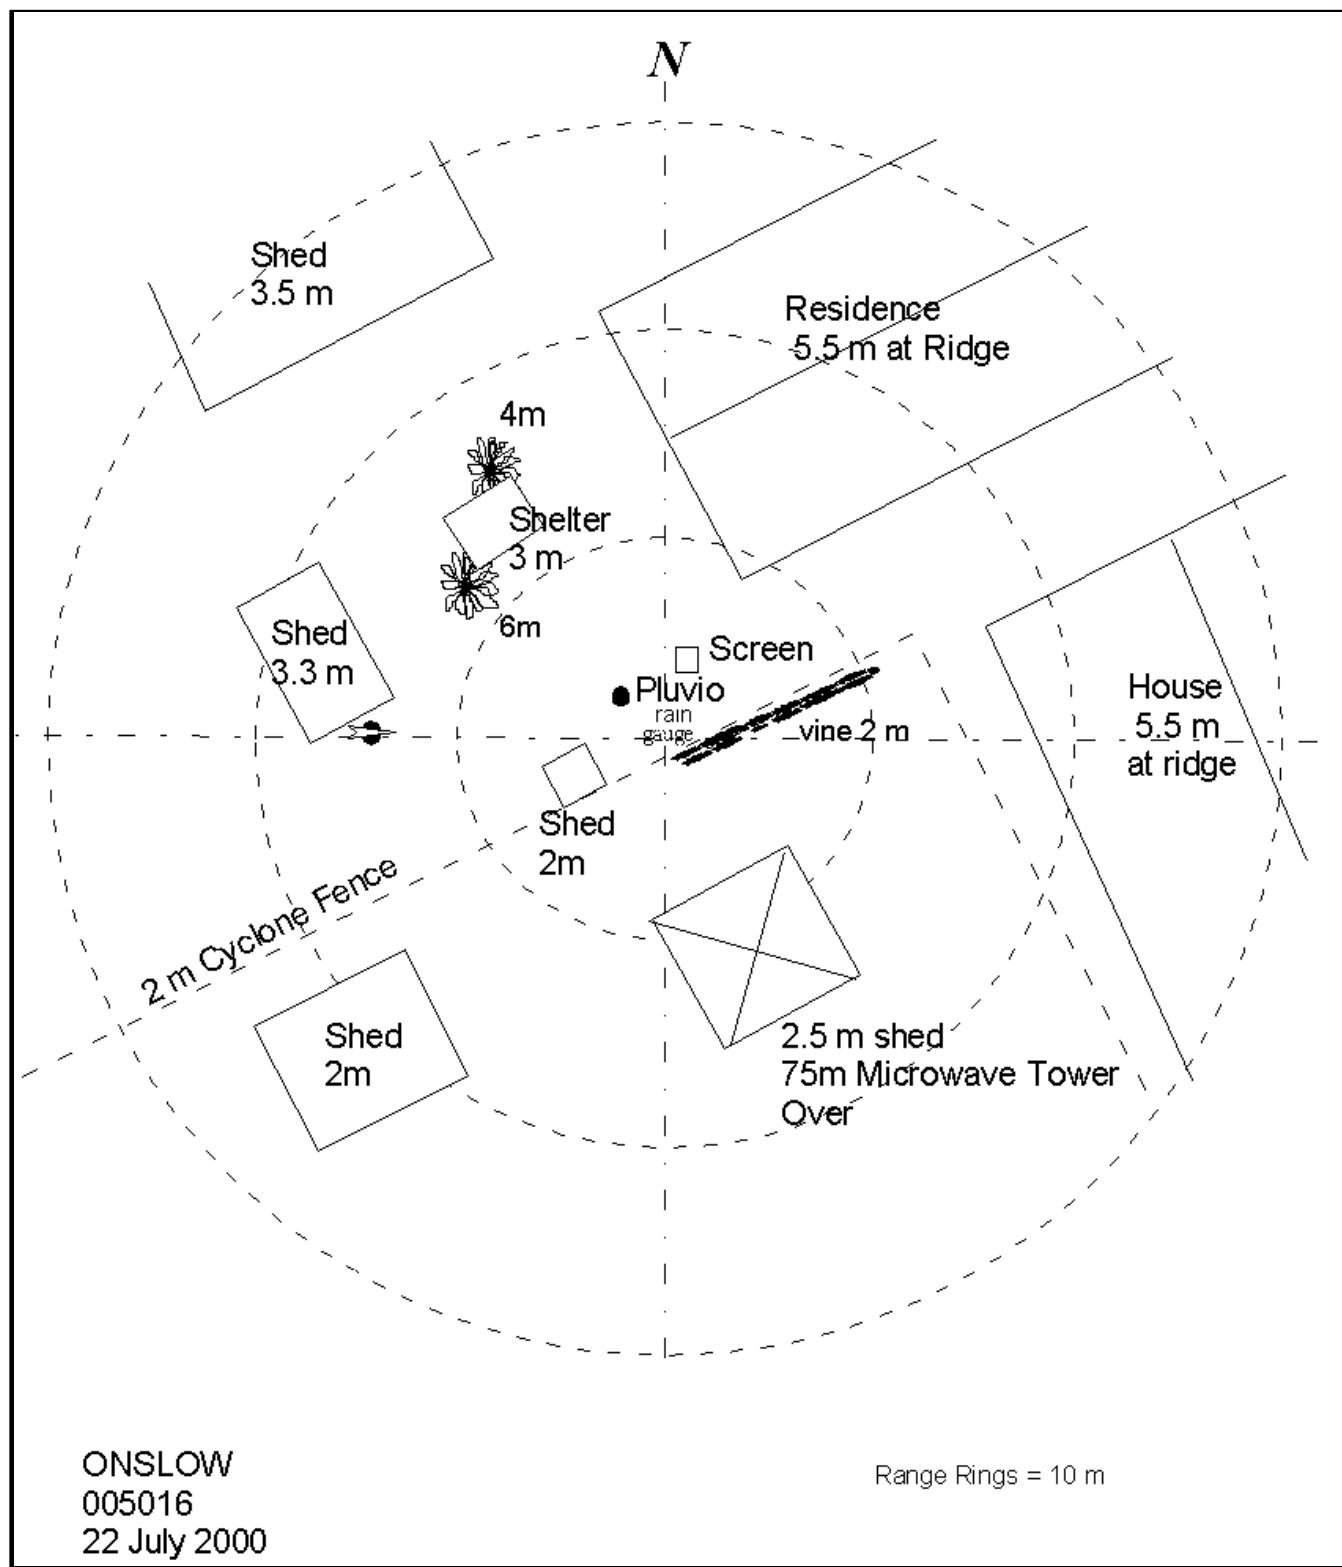 N
Shed
3.5 m
Residence
5.5 m at Ridge
4m
Shelter
3 m
6m
Shed
3.3 m
Screen
Pluvio
rain
gauge
vine 2 m
House
5.5 m
at ridge
Shed
2m
2 m Cyclone Fence
Shed
2m
2.5 m shed
75m Microwave Tower
Over
ONSLOW
005016
22 July 2000
Range Rings = 10 m